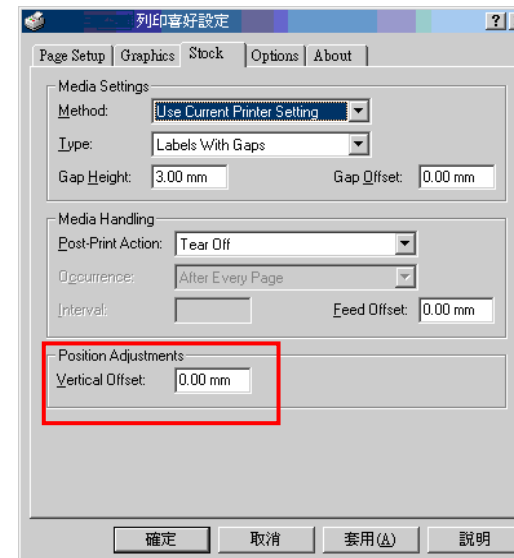 列印喜好設定 ?
Page Setup Graphics Stock Options About
Media Settings
Method: Use Current Printer Setting
Type: Labels With Gaps
Gap Height: 3.00 mm Gap Offset: 0.00 mm
Media Handling
Post-Print Action: Tear Off
Occurrence: After Every Page
Interval: Feed Offset: 0.00 mm
Position Adjustments
Vertical Offset: 0.00 mm
確定 取消 套用(A) 說明